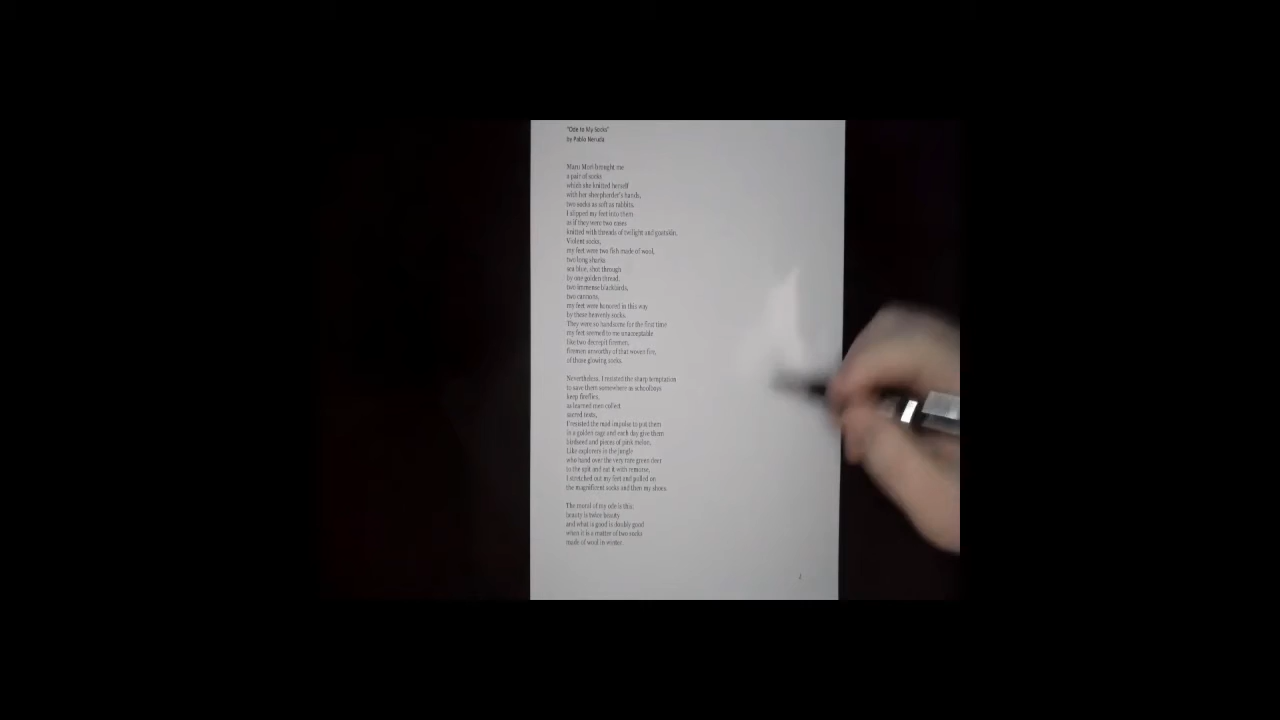 "Ode to My Socks"
by Pablo Neruda
Maru Mori brought me
a pair of socks
which she knitted herself
with her sheepherder's hands,
two socks as soft as rabbits.
I slipped my feet into them
as if they were two cases
knitted with threads of twilight and goatskin.
Violent socks,
my feet were two fish made of wool,
two long sharks
sea blue, shot through
by one golden thread,
two immense blackbirds,
two cannons,
my feet were honored in this way
by these heavenly socks.
They were so handsome for the first time
my feet seemed to me unacceptable
like two decrepit firemen,
firemen unworthy of that woven fire,
of those glowing socks.
Nevertheless, I resisted the sharp temptation
to save them somewhere as schoolboys
keep fireflies,
as learned men collect
sacred texts,
I resisted the mad impulse to put them
in a golden cage and each day give them
birdseed and pieces of pink melon.
Like explorers in the jungle
who hand over the very rare green deer
to the spit and eat it with remorse,
I stretched out my feet and pulled on
the magnificent socks and then my shoes.
The moral of my ode is this:
beauty is twice beauty
and what is good is doubly good
when it is a matter of two socks
made of wool in winter.